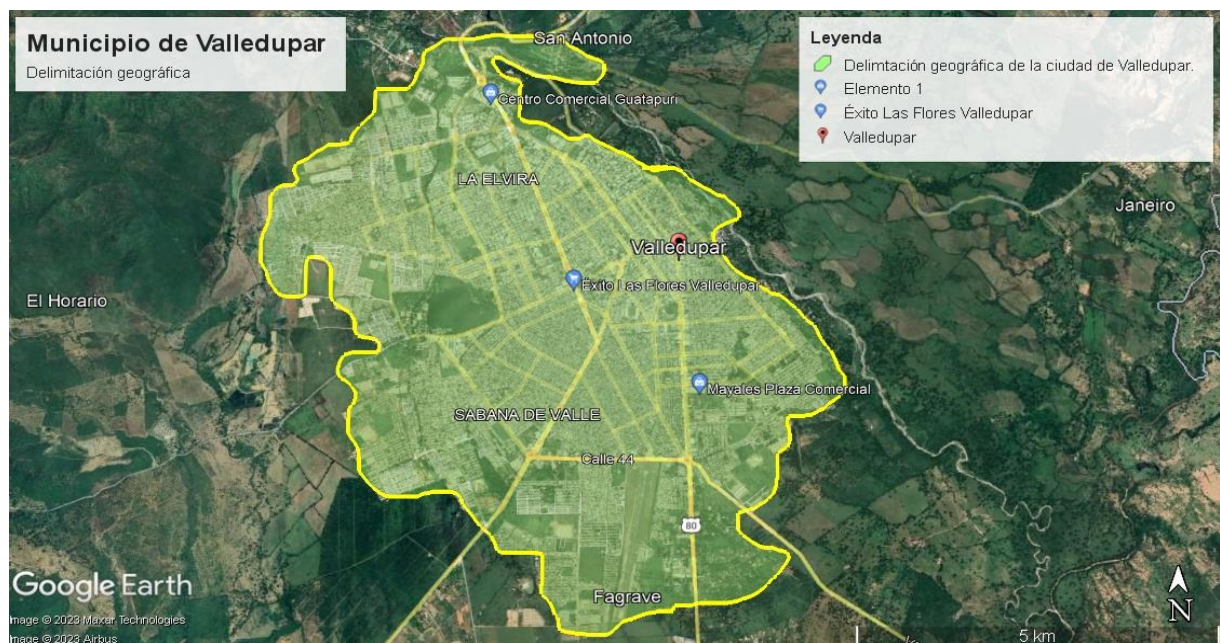 Municipio de Valledupar
Delimitación geográfica
Leyenda
Delimtación geográfica de la ciudad de Valledupar.
Elemento 1
Éxito Las Flores Valledupar
Valledupar
San Antonio
Centro Comercial Guatapuri
LA ELVIRA
Janeiro
Valledupar
El Horario
Éxito Las Flores Valledupar
Mayales Plaza Comercial
SABANA DE VALLE
Calle 44
80
Fagrave
Google Earth
Image © 2023 Maxar Technologies
Image © 2023 Airbus
N
5 km